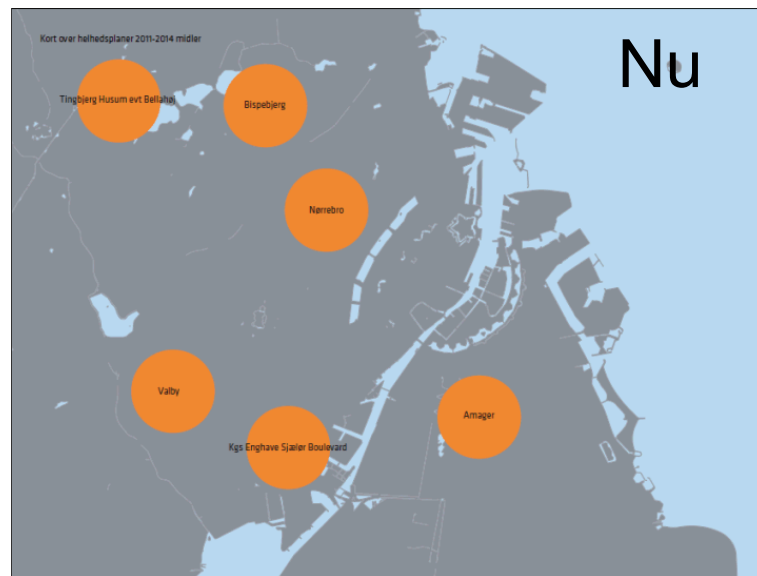 Kort over helhedsplaner 2011-2014 midler
Nu
Tingbjerg Husum evt Bellahøj
Bispebjerg
Nørrebro
Valby
Amager
Kgs Enghave Sjælør Boulevard